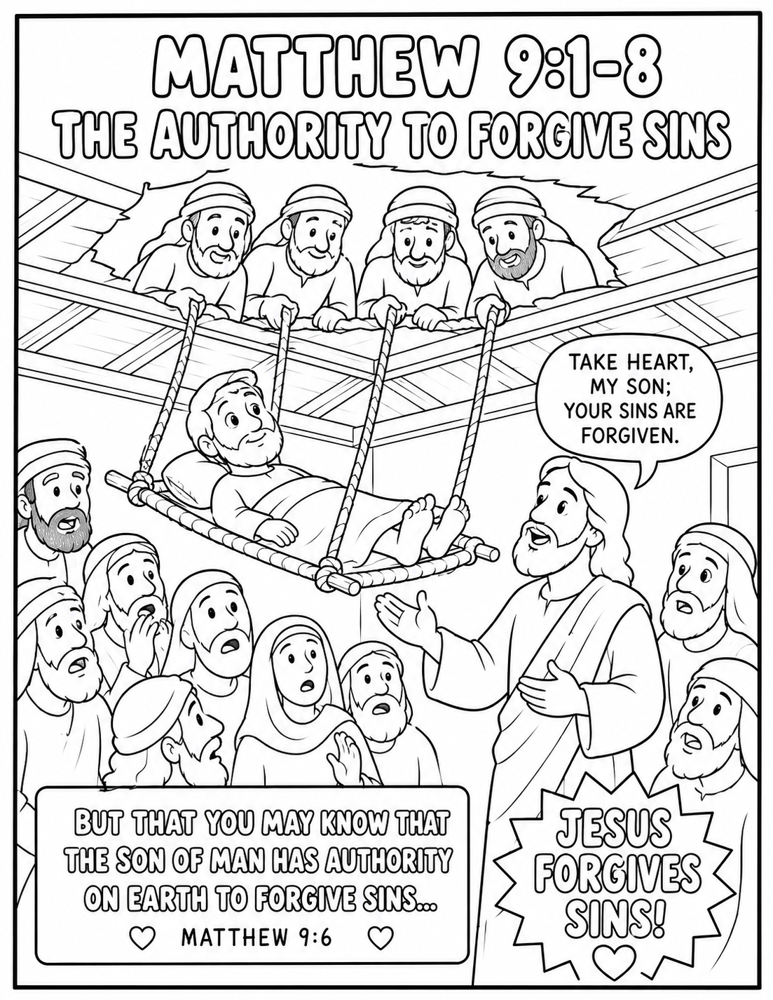 MATTHEW 9:1-8
THE AUTHORITY TO FORGIVE SINS
TAKE HEART,
MY SON;
YOUR SINS ARE
FORGIVEN.
BUT THAT YOU MAY KNOW THAT
THE SON OF MAN HAS AUTHORITY
ON EARTH TO FORGIVE SINS...
MATTHEW 9:6
JESUS
FORGIVES
SINS!